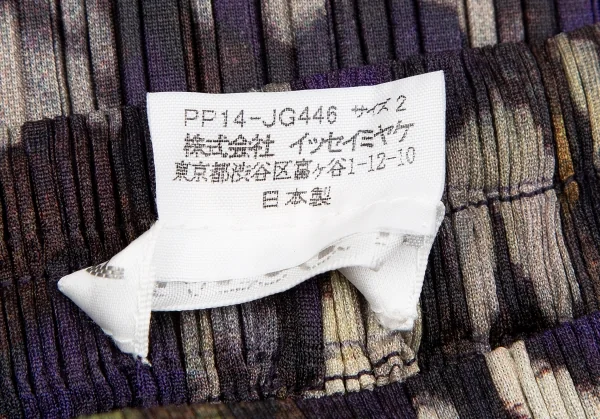 PP14-JG446 サイズ 2
株式会社 イッセイミヤケ
東京都渋谷区富ヶ谷1-12-10
日本製